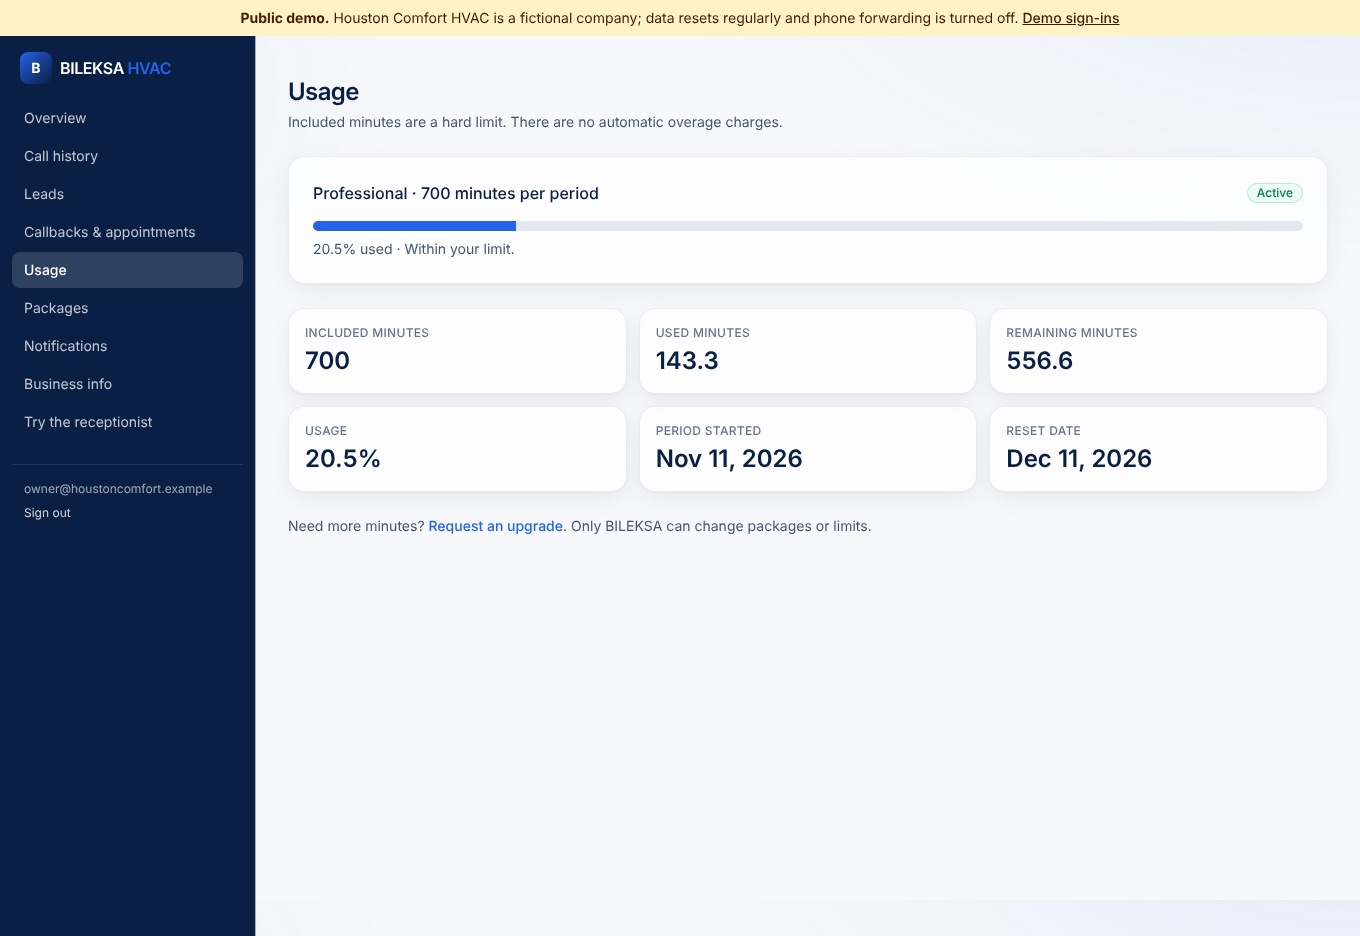 Public demo. Houston Comfort HVAC is a fictional company; data resets regularly and phone forwarding is turned off. Demo sign-ins
B BILEKSA HVAC
Overview
Call history
Leads
Callbacks & appointments
Usage
Packages
Notifications
Business info
Try the receptionist
owner@houstoncomfort.example
Sign out
Usage
Included minutes are a hard limit. There are no automatic overage charges.
Professional · 700 minutes per period
Active
20.5% used · Within your limit.
INCLUDED MINUTES
700
USED MINUTES
143.3
REMAINING MINUTES
556.6
USAGE
20.5%
PERIOD STARTED
Nov 11, 2026
RESET DATE
Dec 11, 2026
Need more minutes? Request an upgrade. Only BILEKSA can change packages or limits.